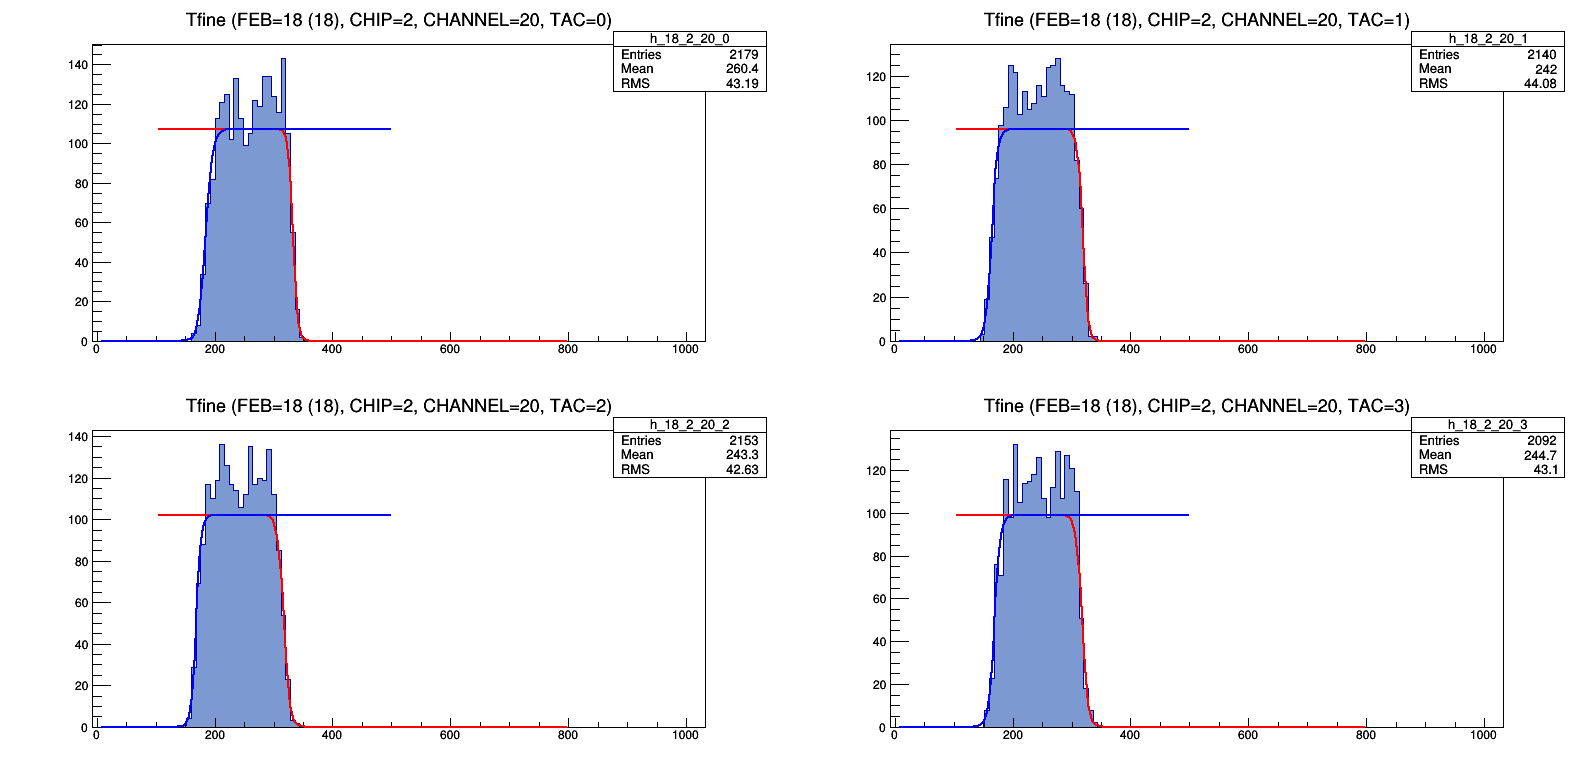 Tfine (FEB=18 (18), CHIP=2, CHANNEL=20, TAC=0)
h_18_2_20_0
Entries 2179
Mean 260.4
RMS 43.19
140
120
100
80
60
40
20
0
0 200 400 600 800 1000
Tfine (FEB=18 (18), CHIP=2, CHANNEL=20, TAC=1)
h_18_2_20_1
Entries 2140
Mean 242
RMS 44.08
120
100
80
60
40
20
0
0 200 400 600 800 1000
Tfine (FEB=18 (18), CHIP=2, CHANNEL=20, TAC=2)
h_18_2_20_2
Entries 2153
Mean 243.3
RMS 42.63
140
120
100
80
60
40
20
0
0 200 400 600 800 1000
Tfine (FEB=18 (18), CHIP=2, CHANNEL=20, TAC=3)
h_18_2_20_3
Entries 2092
Mean 244.7
RMS 43.1
120
100
80
60
40
20
0
0 200 400 600 800 1000